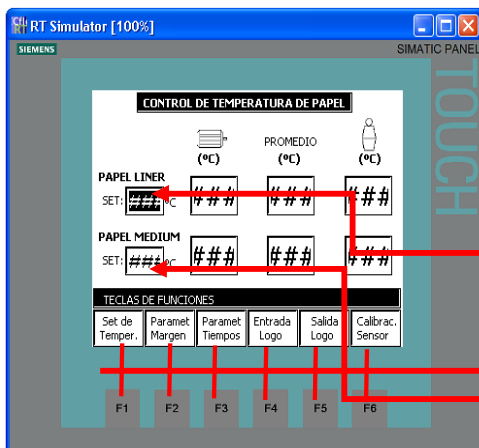 RT Simulator [100%]
SIEMENS
SIMATIC PANEL
TOUCH
CONTROL DE TEMPERATURA DE PAPEL
PROMEDIO
(ºC) (ºC) (ºC)
PAPEL LINER
SET: ### ºC ### ### ###
PAPEL MEDIUM
SET: ### ºC ### ### ###
TECLAS DE FUNCIONES
Set de Temper. Paramet Margen Paramet Tiempos Entrada Logo Salida Logo Calibrac. Sensor
F1 F2 F3 F4 F5 F6